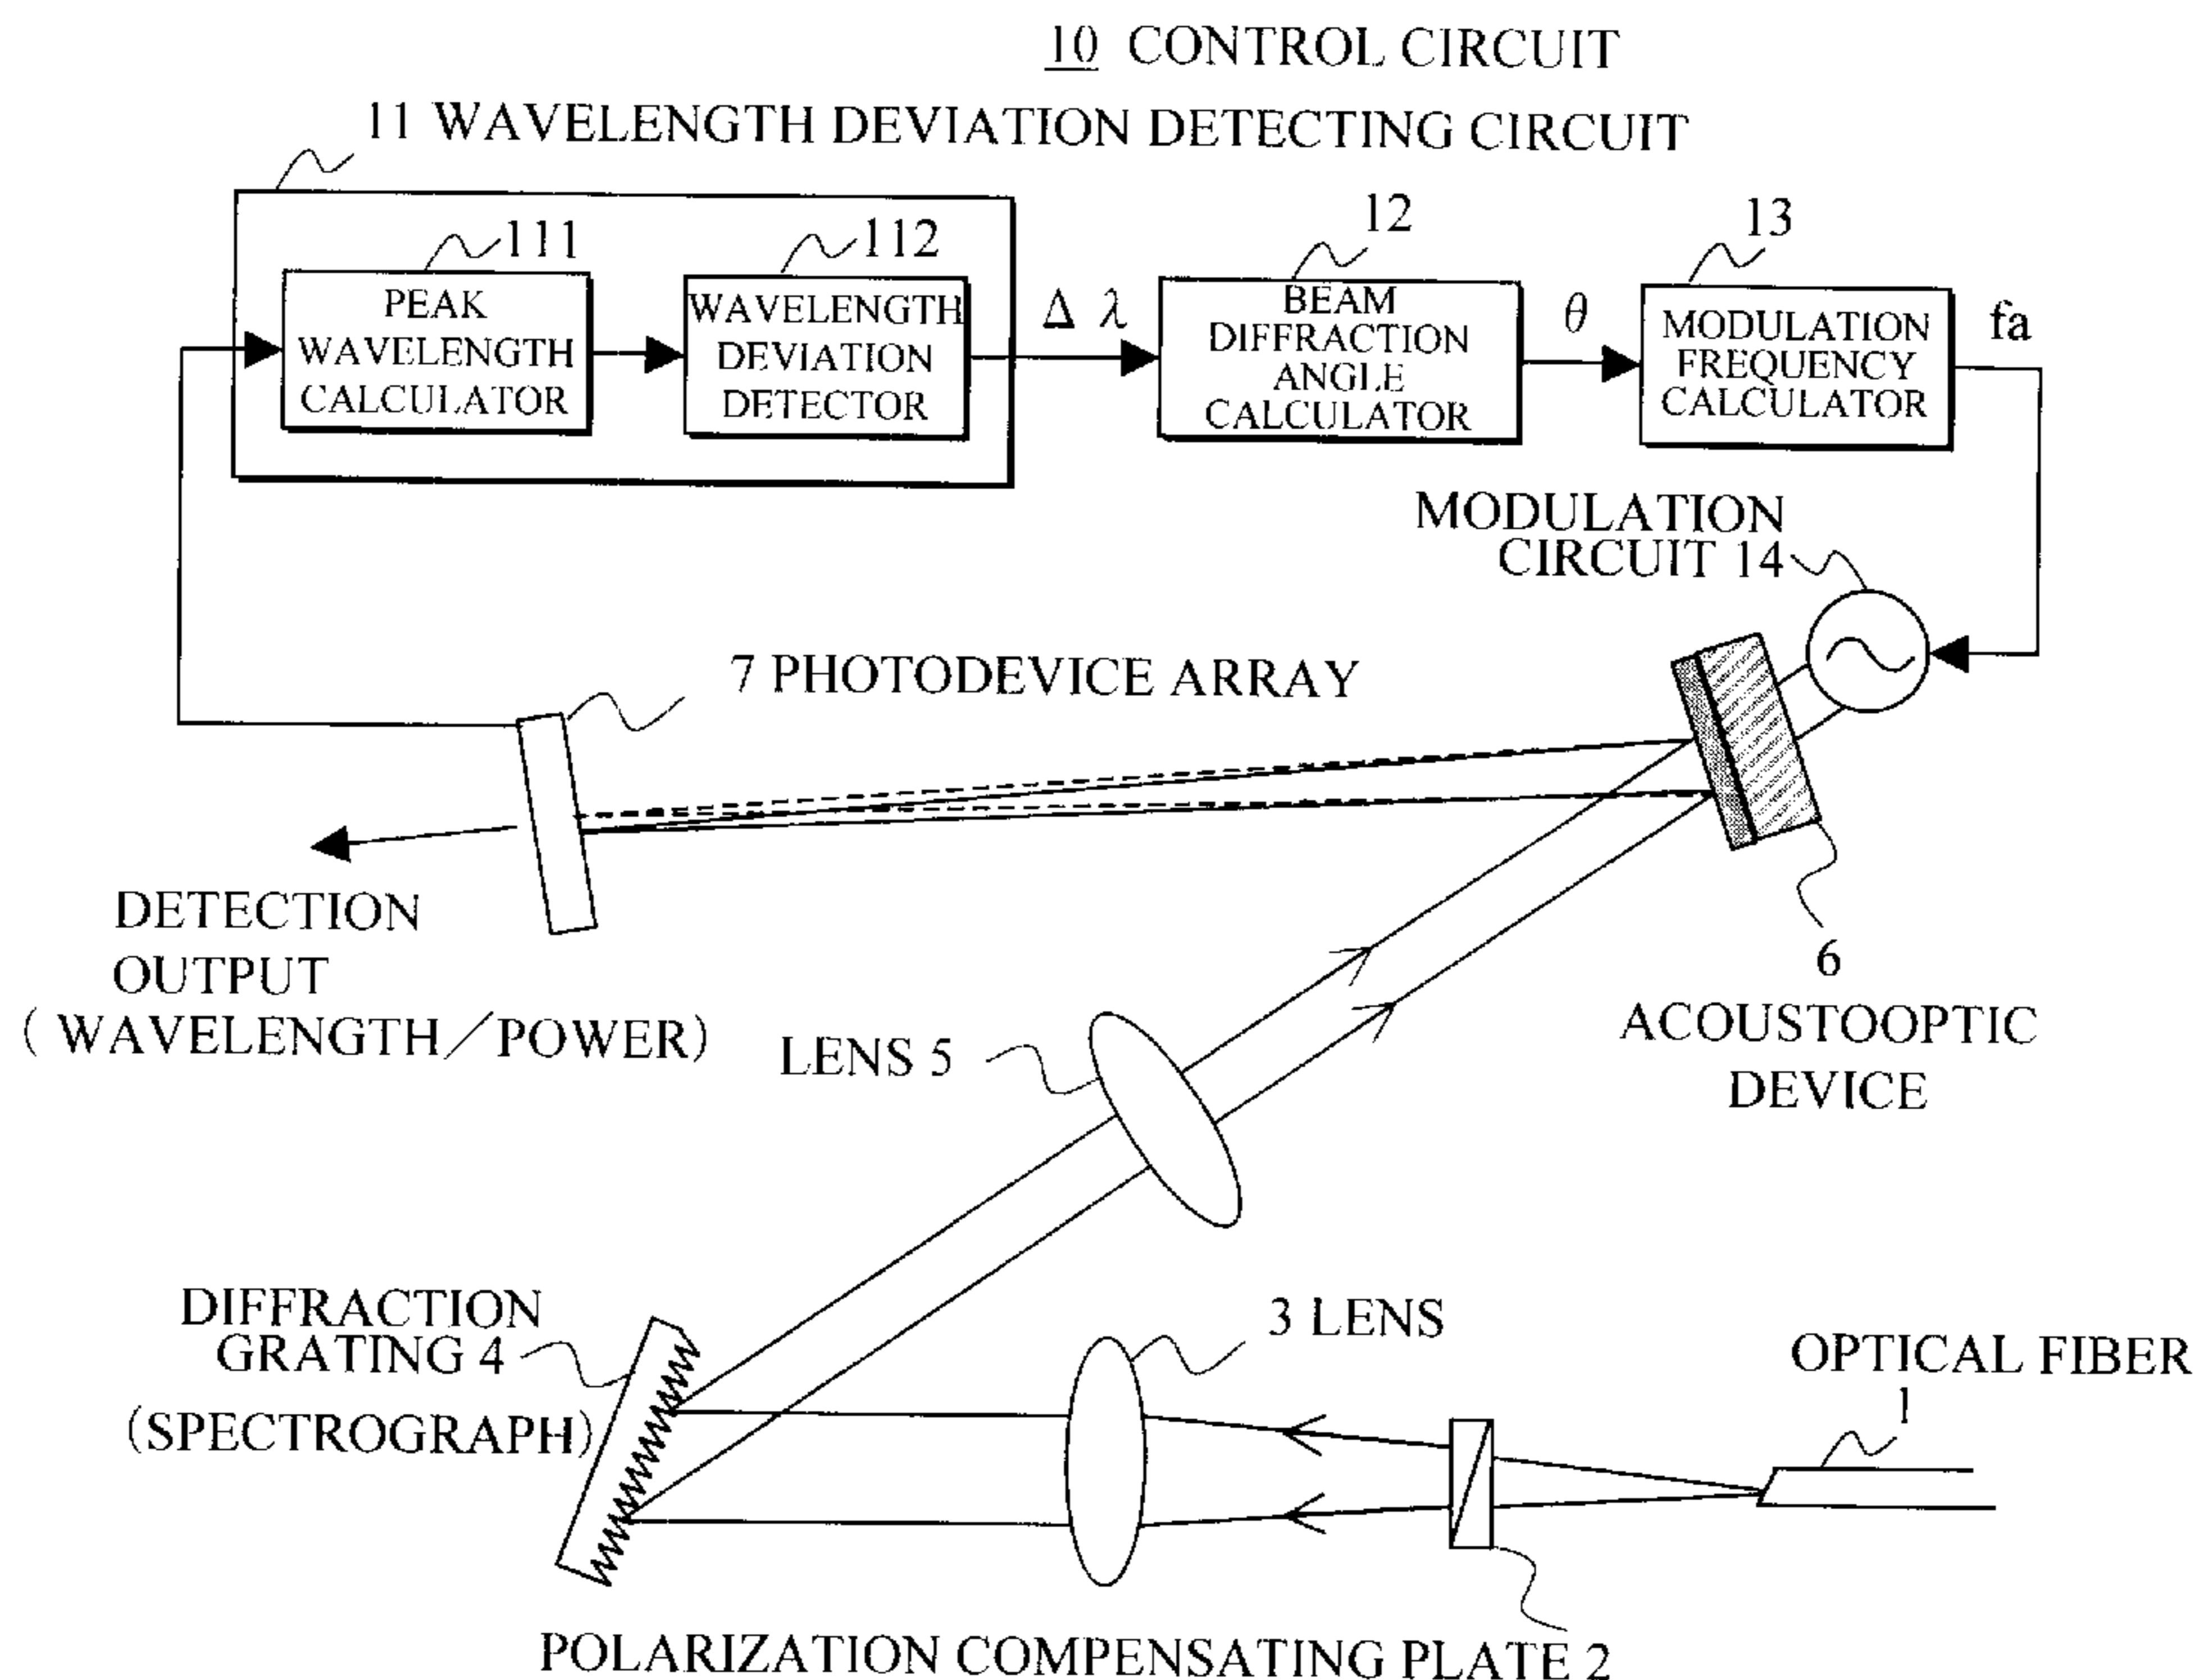 10 CONTROL CIRCUIT
11 WAVELENGTH DEVIATION DETECTING CIRCUIT
111
112
12
13
PEAK
WAVELENGTH
CALCULATOR
WAVELENGTH
DEVIATION
DETECTOR
Δ λ
BEAM
DIFFRACTION
ANGLE
CALCULATOR
θ
MODULATION
FREQUENCY
CALCULATOR
fa
MODULATION
CIRCUIT 14
7 PHOTODEVICE ARRAY
DETECTION
OUTPUT
( WAVELENGTH/POWER)
6
ACOUSTOOPTIC
DEVICE
LENS 5
DIFFRACTION
GRATING 4
(SPECTROGRAPH)
3 LENS
OPTICAL FIBER
1
POLARIZATION COMPENSATING PLATE 2